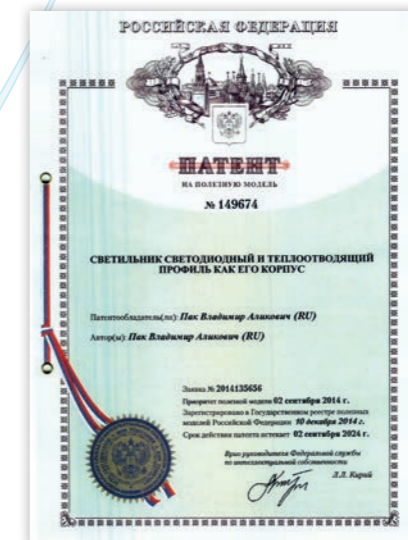 РОССИЙСКАЯ ФЕДЕРАЦИЯ
ПАТЕНТ
НА ПОЛЕЗНУЮ МОДЕЛЬ
№ 149674
СВЕТИЛЬНИК СВЕТОДИОДНЫЙ И ТЕПЛООТВОДЯЩИЙ
ПРОФИЛЬ КАК ЕГО КОРПУС
Патентообладатель(ли): Пак Владимир Аликович (RU)
Автор(ы): Пак Владимир Аликович (RU)
Заявка № 2014135656
Приоритет полезной модели 02 сентября 2014 г.
Зарегистрировано в Государственном реестре полезных
моделей Российской Федерации 10 декабря 2014 г.
Срок действия патента истекает 02 сентября 2024 г.
Врио руководителя Федеральной службы
по интеллектуальной собственности
Л.Л. Кирий